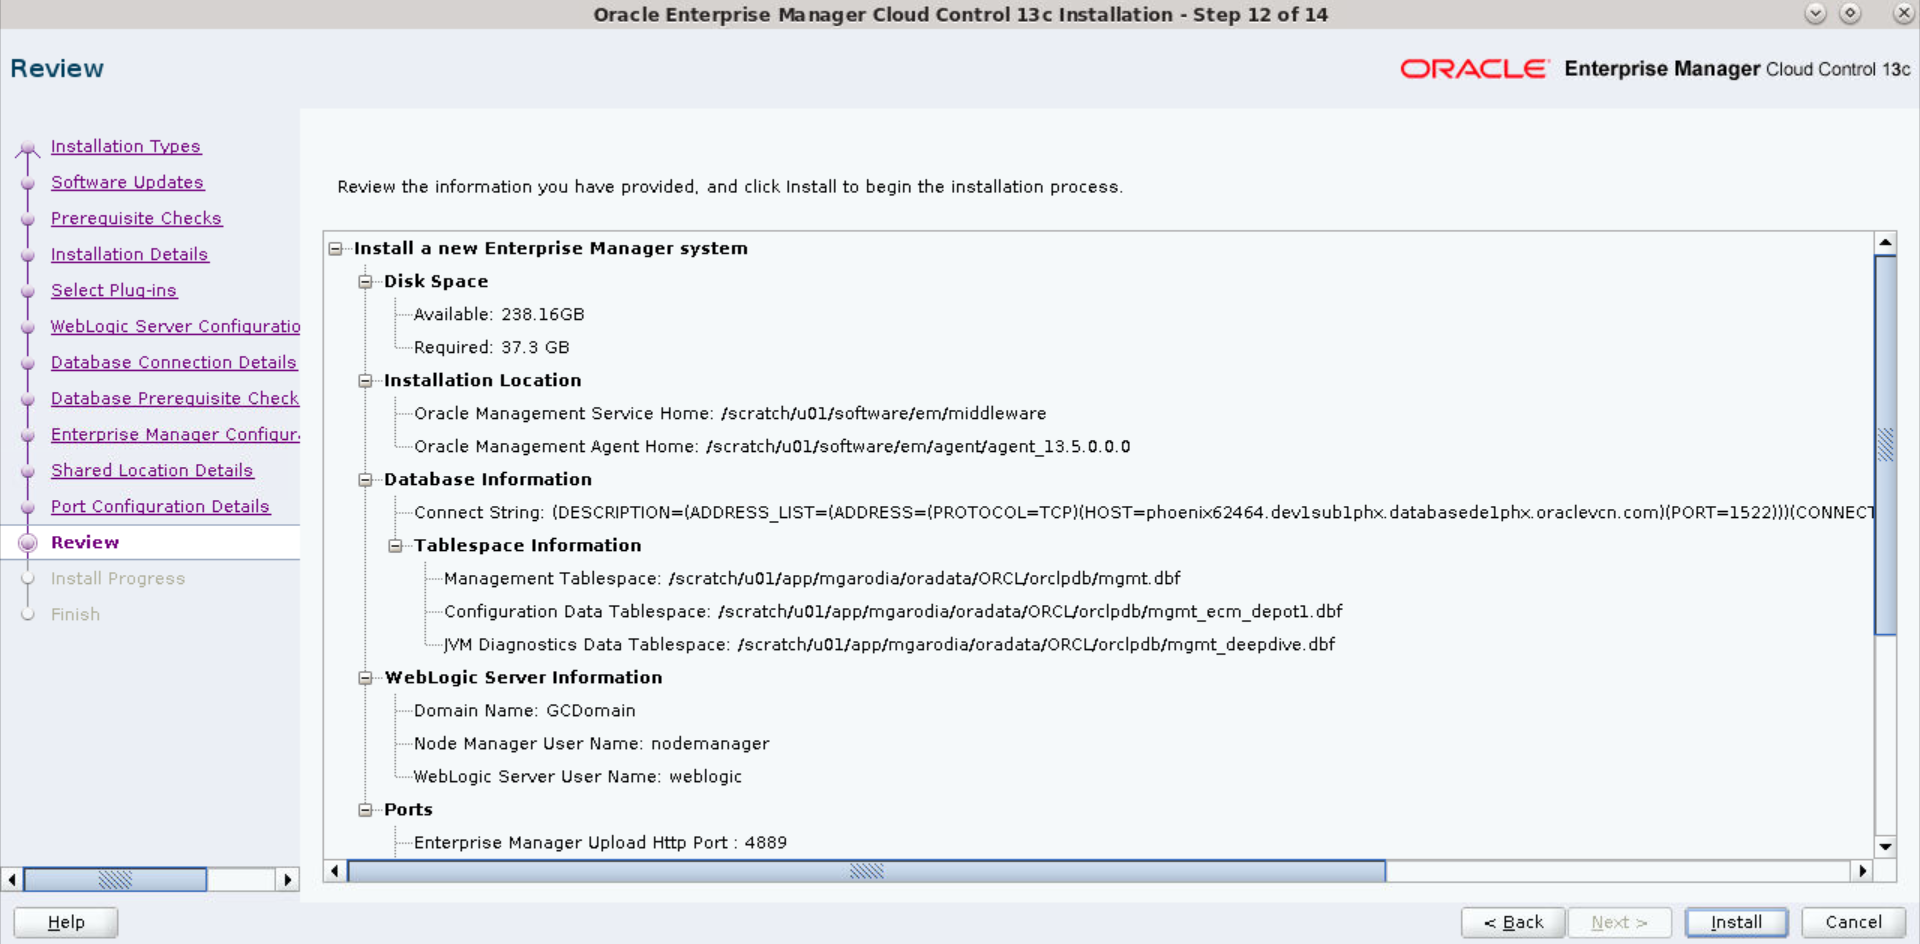 Oracle Enterprise Manager Cloud Control 13c Installation - Step 12 of 14
Review
ORACLE Enterprise Manager Cloud Control 13c
Installation Types
Software Updates
Prerequisite Checks
Installation Details
Select Plug-ins
WebLogic Server Configuratio
Database Connection Details
Database Prerequisite Check
Enterprise Manager Configur
Shared Location Details
Port Configuration Details
Review
Install Progress
Finish
Review the information you have provided, and click Install to begin the installation process.
Install a new Enterprise Manager system
Disk Space
Available: 238.16GB
Required: 37.3 GB
Installation Location
Oracle Management Service Home: /scratch/u01/software/em/middleware
Oracle Management Agent Home: /scratch/u01/software/em/agent/agent_13.5.0.0.0
Database Information
Connect String: (DESCRIPTION=(ADDRESS_LIST=(ADDRESS=(PROTOCOL=TCP)(HOST=phoenix62464.dev1sub1phx.databasede1phx.oraclevcn.com)(PORT=1522)))(CONNECT
Tablespace Information
Management Tablespace: /scratch/u01/app/mgarodia/oradata/ORCL/orclpdb/mgmt.dbf
Configuration Data Tablespace: /scratch/u01/app/mgarodia/oradata/ORCL/orclpdb/mgmt_ecm_depot1.dbf
JVM Diagnostics Data Tablespace: /scratch/u01/app/mgarodia/oradata/ORCL/orclpdb/mgmt_deepdive.dbf
WebLogic Server Information
Domain Name: GCDomain
Node Manager User Name: nodemanager
WebLogic Server User Name: weblogic
Ports
Enterprise Manager Upload Http Port : 4889
Help
< Back
Next >
Install
Cancel